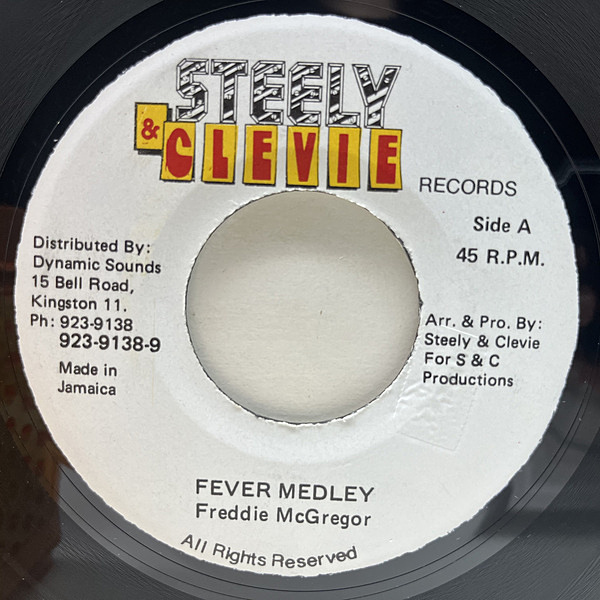 STEELY
& CLEVIE
RECORDS
Side A
45 R.P.M.
Distributed By:
Dynamic Sounds
15 Bell Road,
Kingston 11.
Ph: 923-9138
923-9138-9
Made in
Jamaica
Arr. & Pro. By:
Steely & Clevie
For S & C
Productions
FEVER MEDLEY
Freddie McGregor
All Rights Reserved